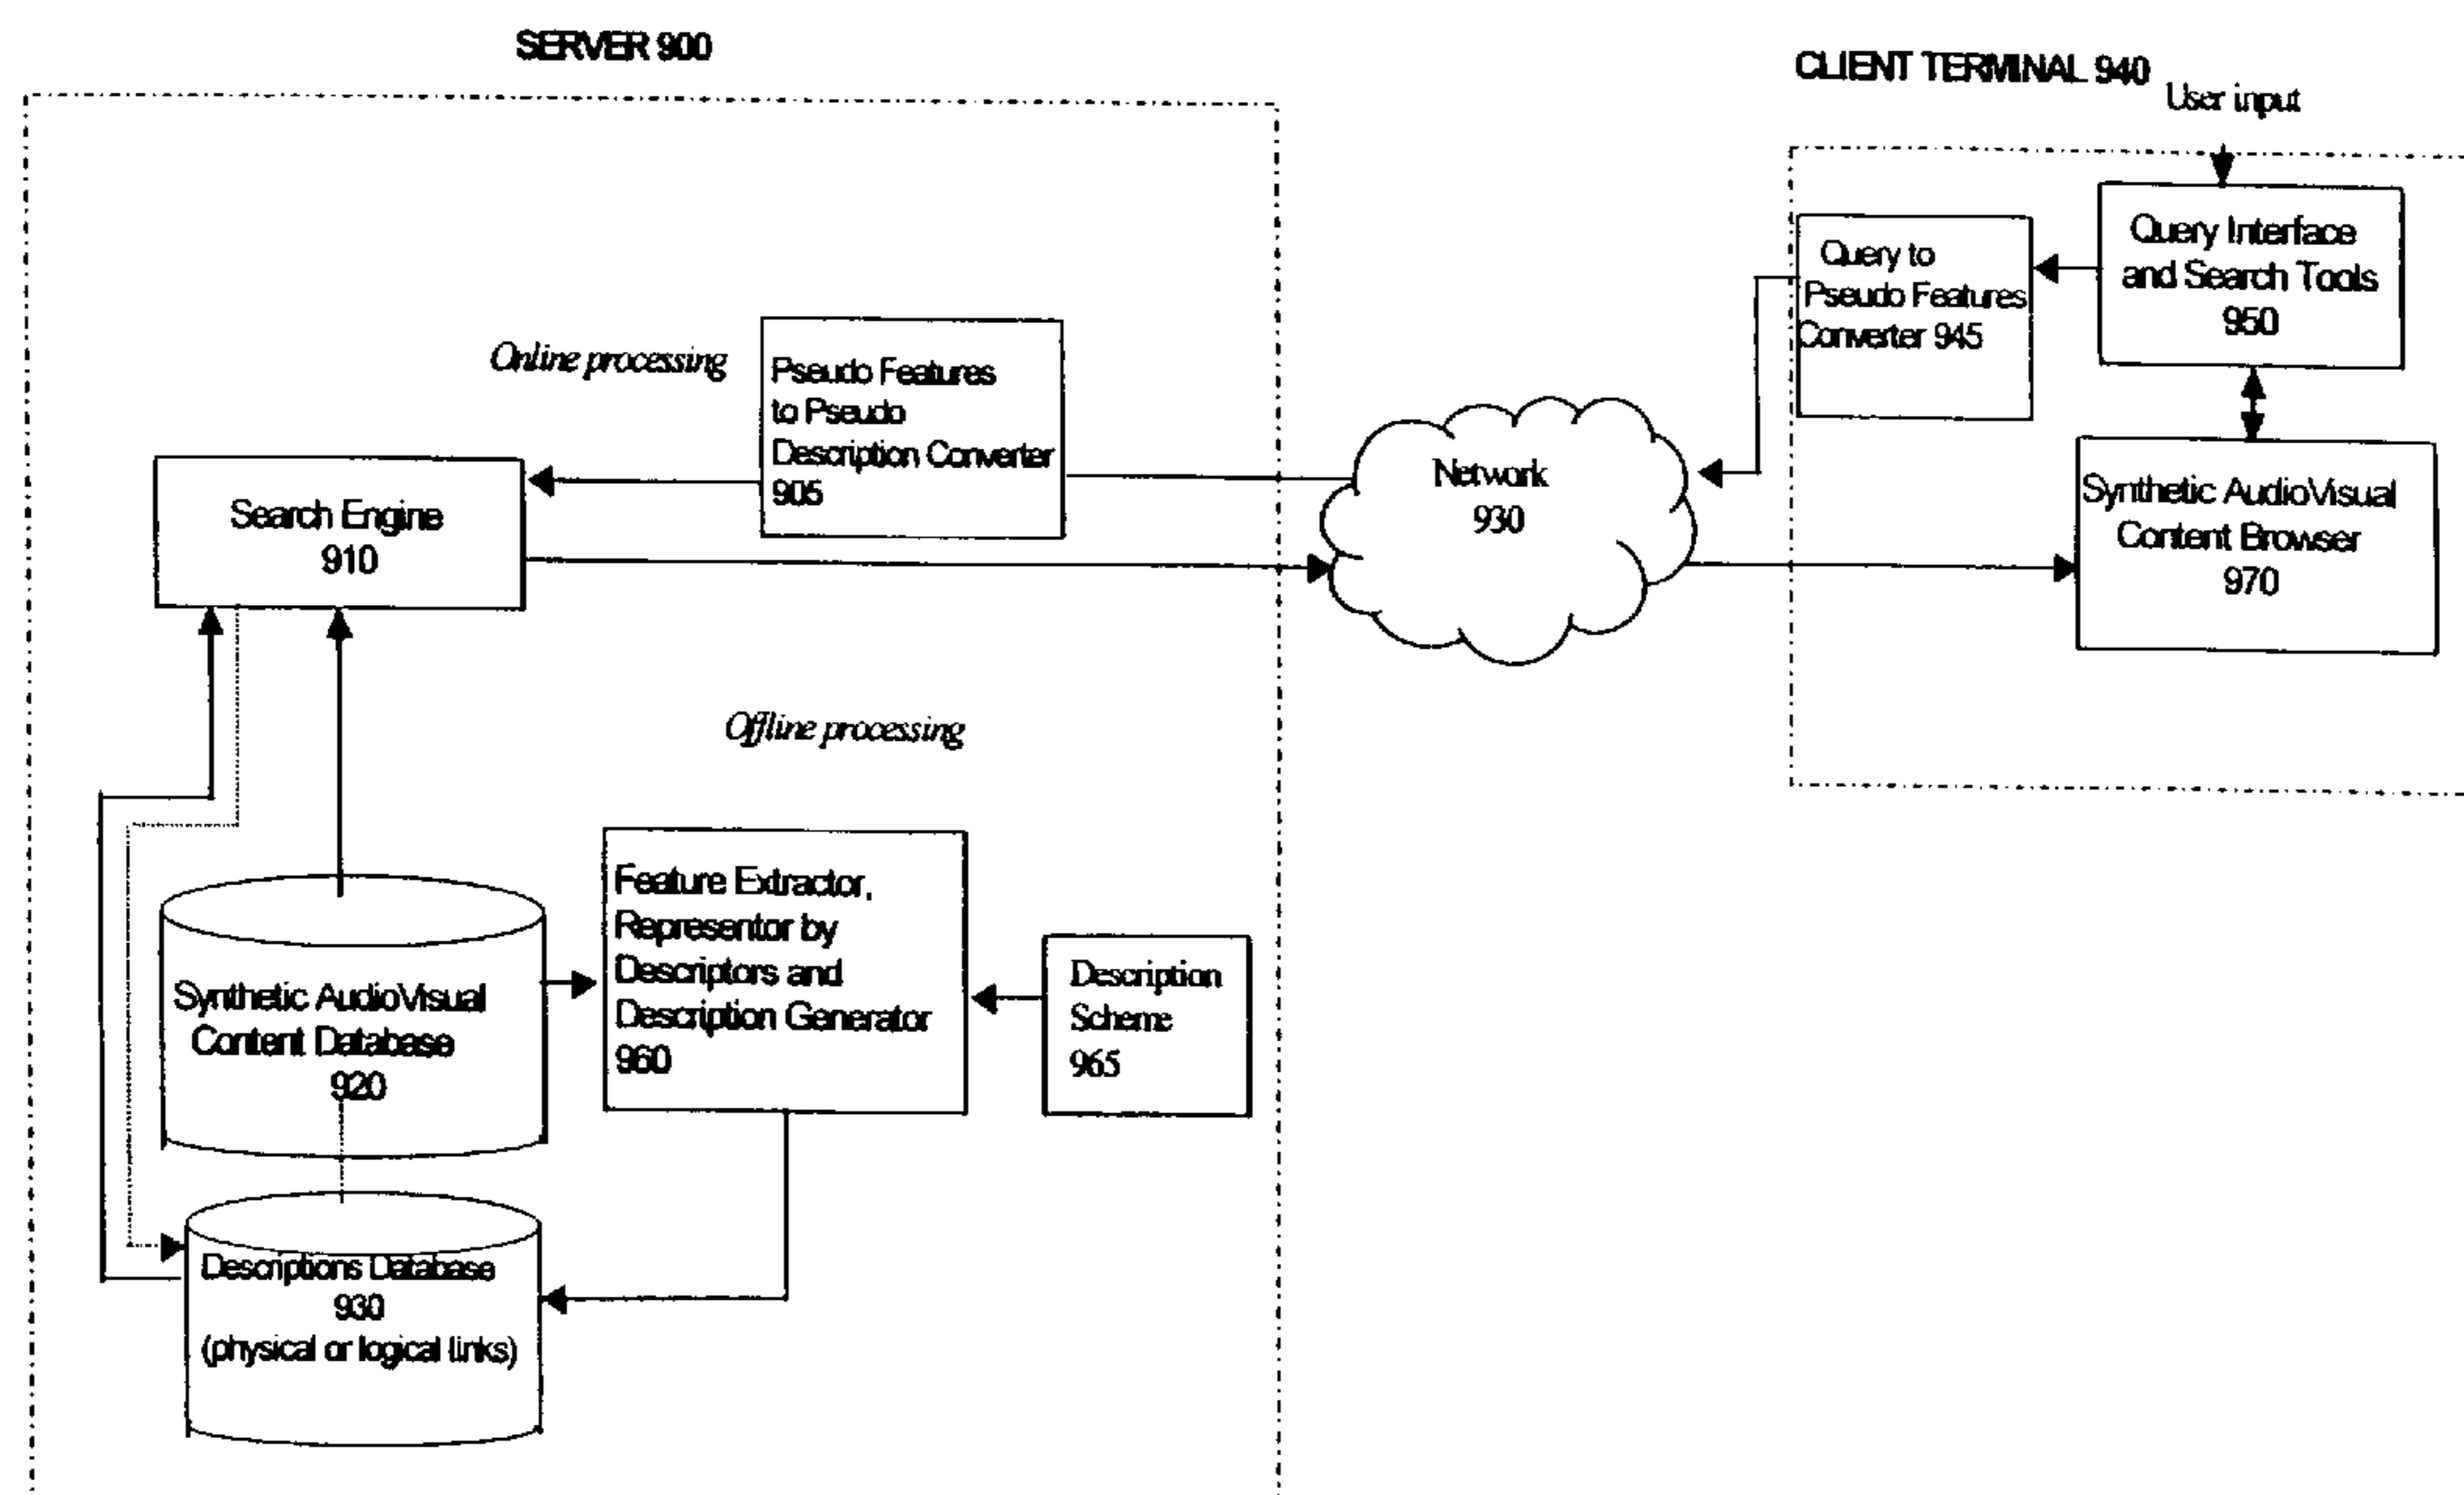 SERVER 900
CLIENT TERMINAL 940
User input
Query Interface
and Search Tools
950
Query to
Pseudo Features
Converter 945
Online processing
Pseudo Features
to Pseudo
Description Converter
905
Network
930
Synthetic AudioVisual
Content Browser
970
Search Engine
910
Offline processing
Feature Extractor,
Representor by
Descriptors and
Description Generator
960
Description
Scheme
965
Synthetic AudioVisual
Content Database
920
Descriptions Database
930
(physical or logical links)